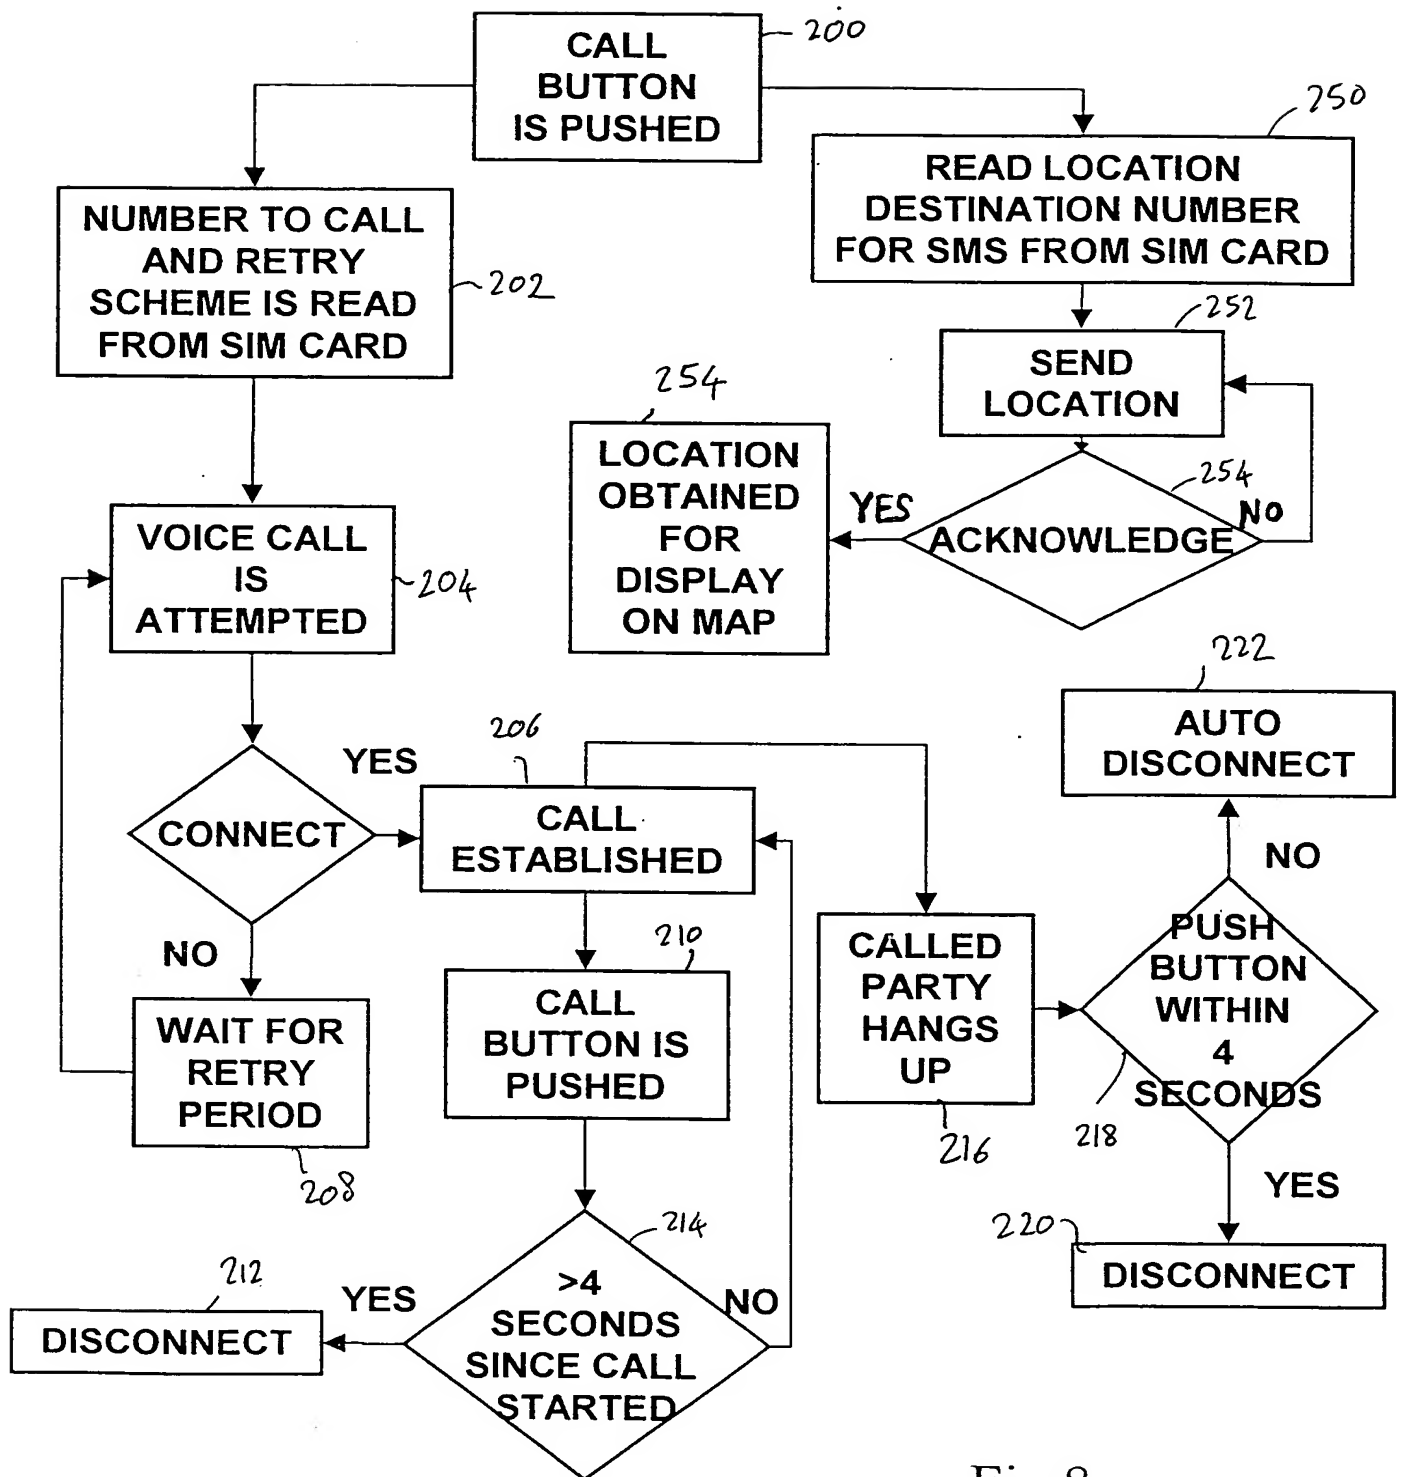 CALL
BUTTON
IS PUSHED
200
250
READ LOCATION
DESTINATION NUMBER
FOR SMS FROM SIM CARD
NUMBER TO CALL
AND RETRY
SCHEME IS READ
FROM SIM CARD
202
252
SEND
LOCATION
254
LOCATION
OBTAINED
FOR
DISPLAY
ON MAP
YES
254
NO
ACKNOWLEDGE
VOICE CALL
IS
ATTEMPTED
204
222
AUTO
DISCONNECT
206
YES
CONNECT
CALL
ESTABLISHED
NO
NO
210
CALL
BUTTON IS
PUSHED
CALLED
PARTY
HANGS
UP
216
PUSH
BUTTON
WITHIN
4
SECONDS
218
WAIT FOR
RETRY
PERIOD
208
YES
220
DISCONNECT
214
212
YES
NO
DISCONNECT
>4
SECONDS
SINCE CALL
STARTED
Fig 8